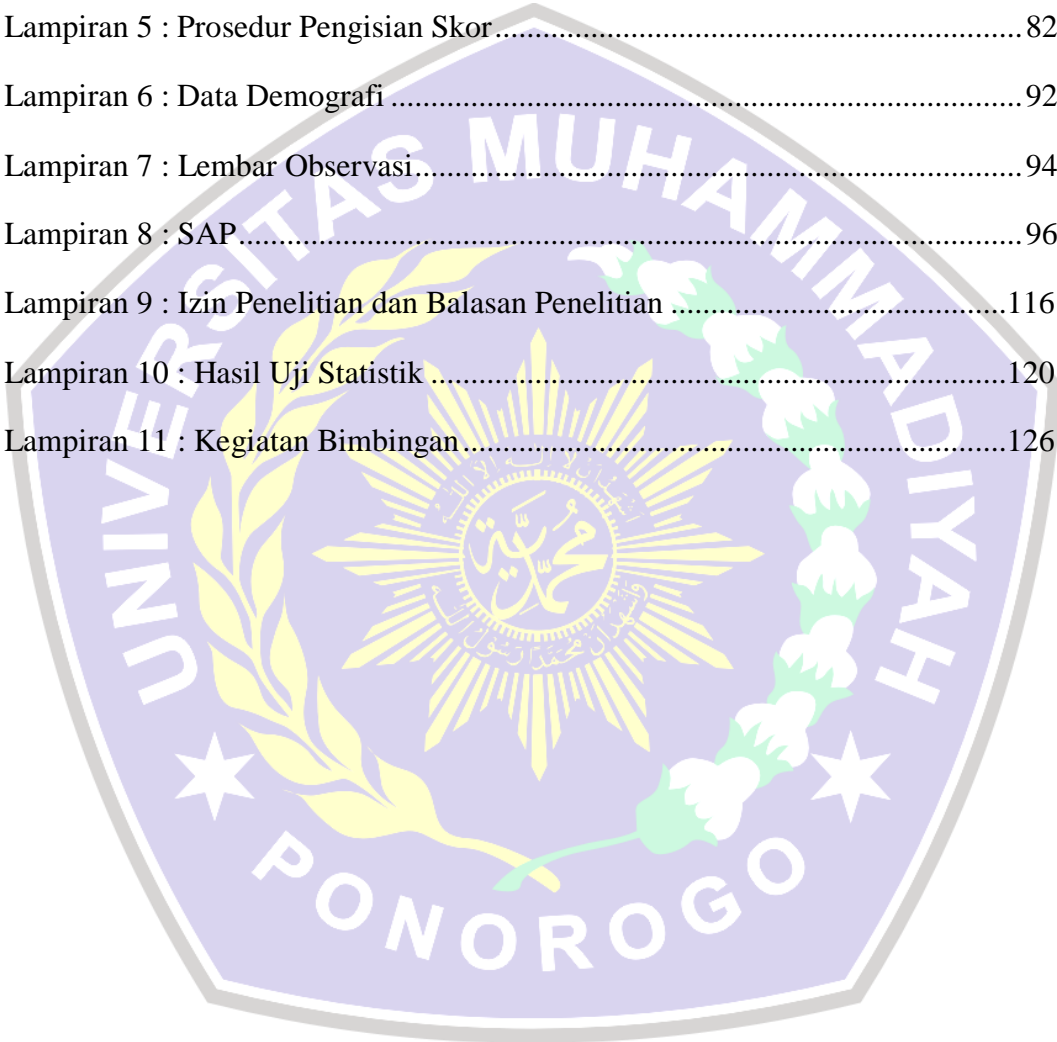 Lampiran 5 : Prosedur Pengisian Skor................................................................82
Lampiran 6 : Data Demografi................................................................92
Lampiran 7 : Lembar Observasi................................................................94
Lampiran 8 : SAP................................................................96
Lampiran 9 : Izin Penelitian dan Balasan Penelitian ................................................................116
Lampiran 10 : Hasil Uji Statistik................................................................120
Lampiran 11 : Kegiatan Bimbingan................................................................126
UNIVERSITAS MUHAMMADIYAH
PONOROGO
محمدية